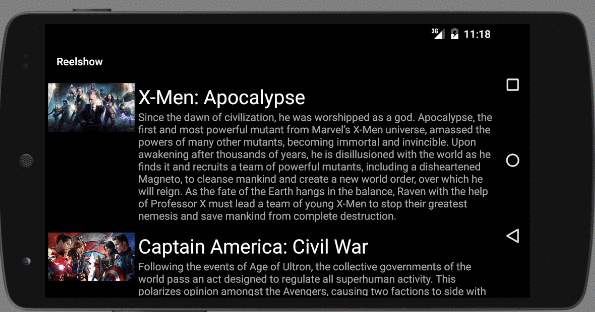 3G 11:18
Reelshow
X-Men: Apocalypse
Since the dawn of civilization, he was worshipped as a god. Apocalypse, the
first and most powerful mutant from Marvel's X-Men universe, amassed the
powers of many other mutants, becoming immortal and invincible. Upon
awakening after thousands of years, he is disillusioned with the world as he
finds it and recruits a team of powerful mutants, including a disheartened
Magneto, to cleanse mankind and create a new world order, over which he
will reign. As the fate of the Earth hangs in the balance, Raven with the help
of Professor X must lead a team of young X-Men to stop their greatest
nemesis and save mankind from complete destruction.
Captain America: Civil War
Following the events of Age of Ultron, the collective governments of the
world pass an act designed to regulate all superhuman activity. This
polarizes opinion amongst the Avengers, causing two factions to side with